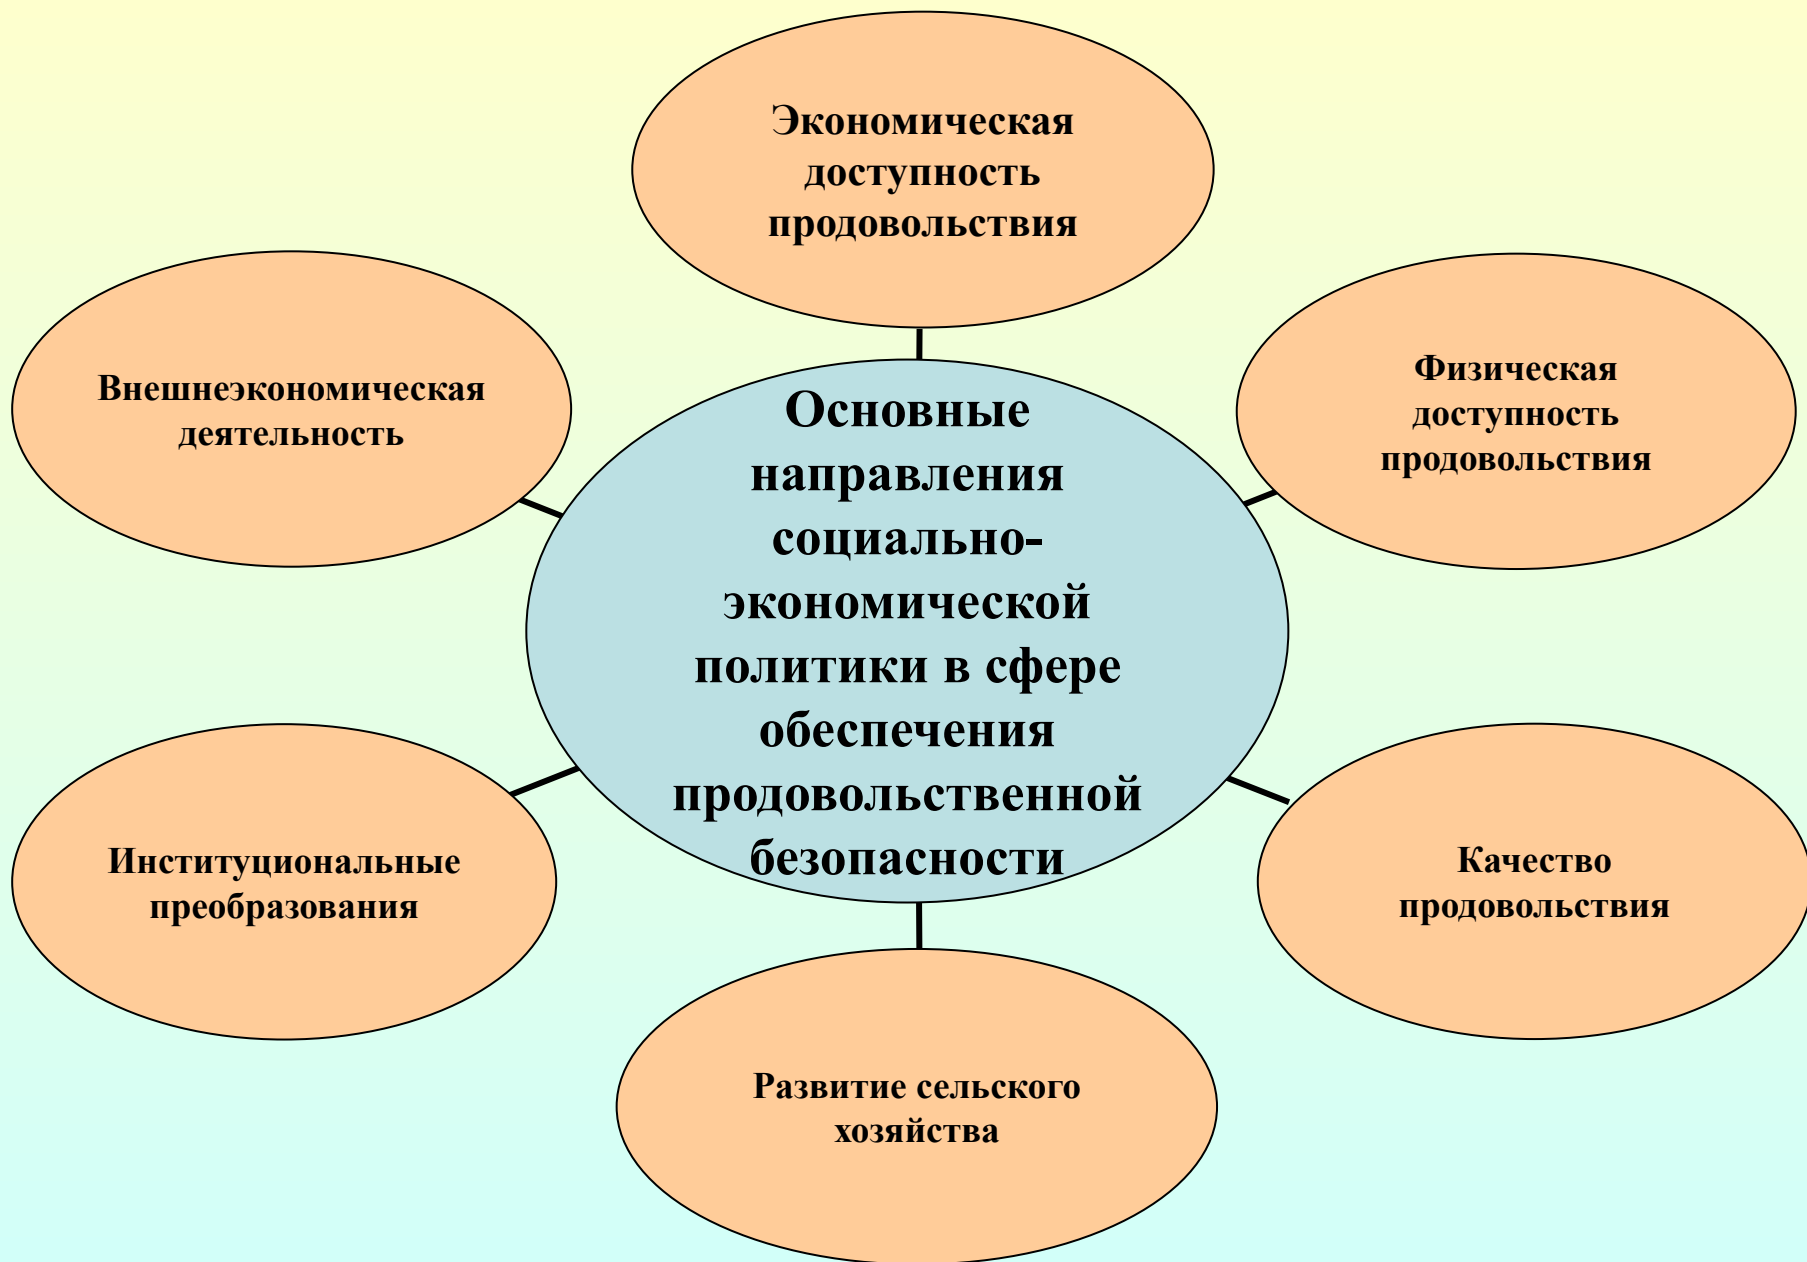 Экономическая
доступность
продовольствия
Внешнеэкономическая
деятельность
Физическая
доступность
продовольствия
Основные
направления
социально-
экономической
политики в сфере
обеспечения
продовольственной
безопасности
Институциональные
преобразования
Качество
продовольствия
Развитие сельского
хозяйства